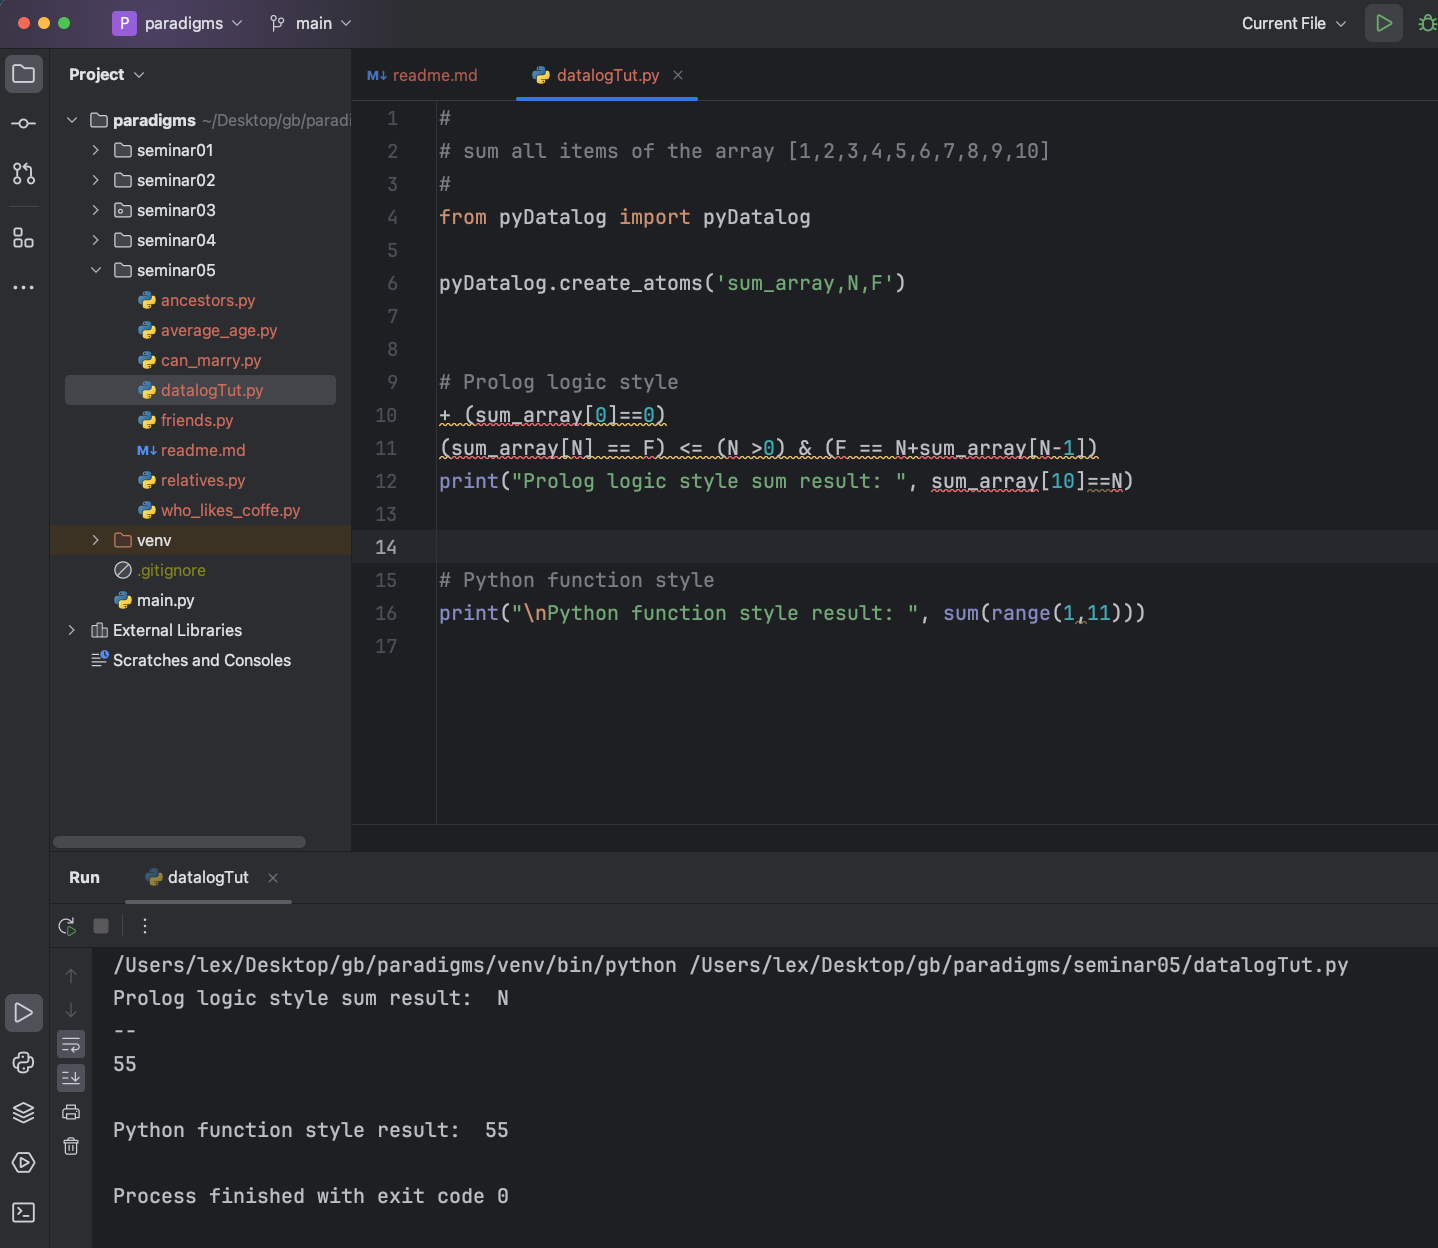 P paradigms main Current File
Project
paradigms ~/Desktop/gb/paradi
seminar01
seminar02
seminar03
seminar04
seminar05
ancestors.py
average_age.py
can_marry.py
datalogTut.py
friends.py
M↓ readme.md
relatives.py
who_likes_coffe.py
venv
.gitignore
main.py
External Libraries
Scratches and Consoles
M↓ readme.md datalogTut.py
1 #
2 # sum all items of the array [1,2,3,4,5,6,7,8,9,10]
3 #
4 from pyDatalog import pyDatalog
5
6 pyDatalog.create_atoms('sum_array,N,F')
7
8
9 # Prolog logic style
10 + (sum_array[0]==0)
11 (sum_array[N] == F) <= (N >0) & (F == N+sum_array[N-1])
12 print("Prolog logic style sum result: ", sum_array[10]==N)
13
14
15 # Python function style
16 print("\nPython function style result: ", sum(range(1,11)))
17
Run datalogTut
/Users/lex/Desktop/gb/paradigms/venv/bin/python /Users/lex/Desktop/gb/paradigms/seminar05/datalogTut.py
Prolog logic style sum result:  N
--
55
Python function style result:  55
Process finished with exit code 0